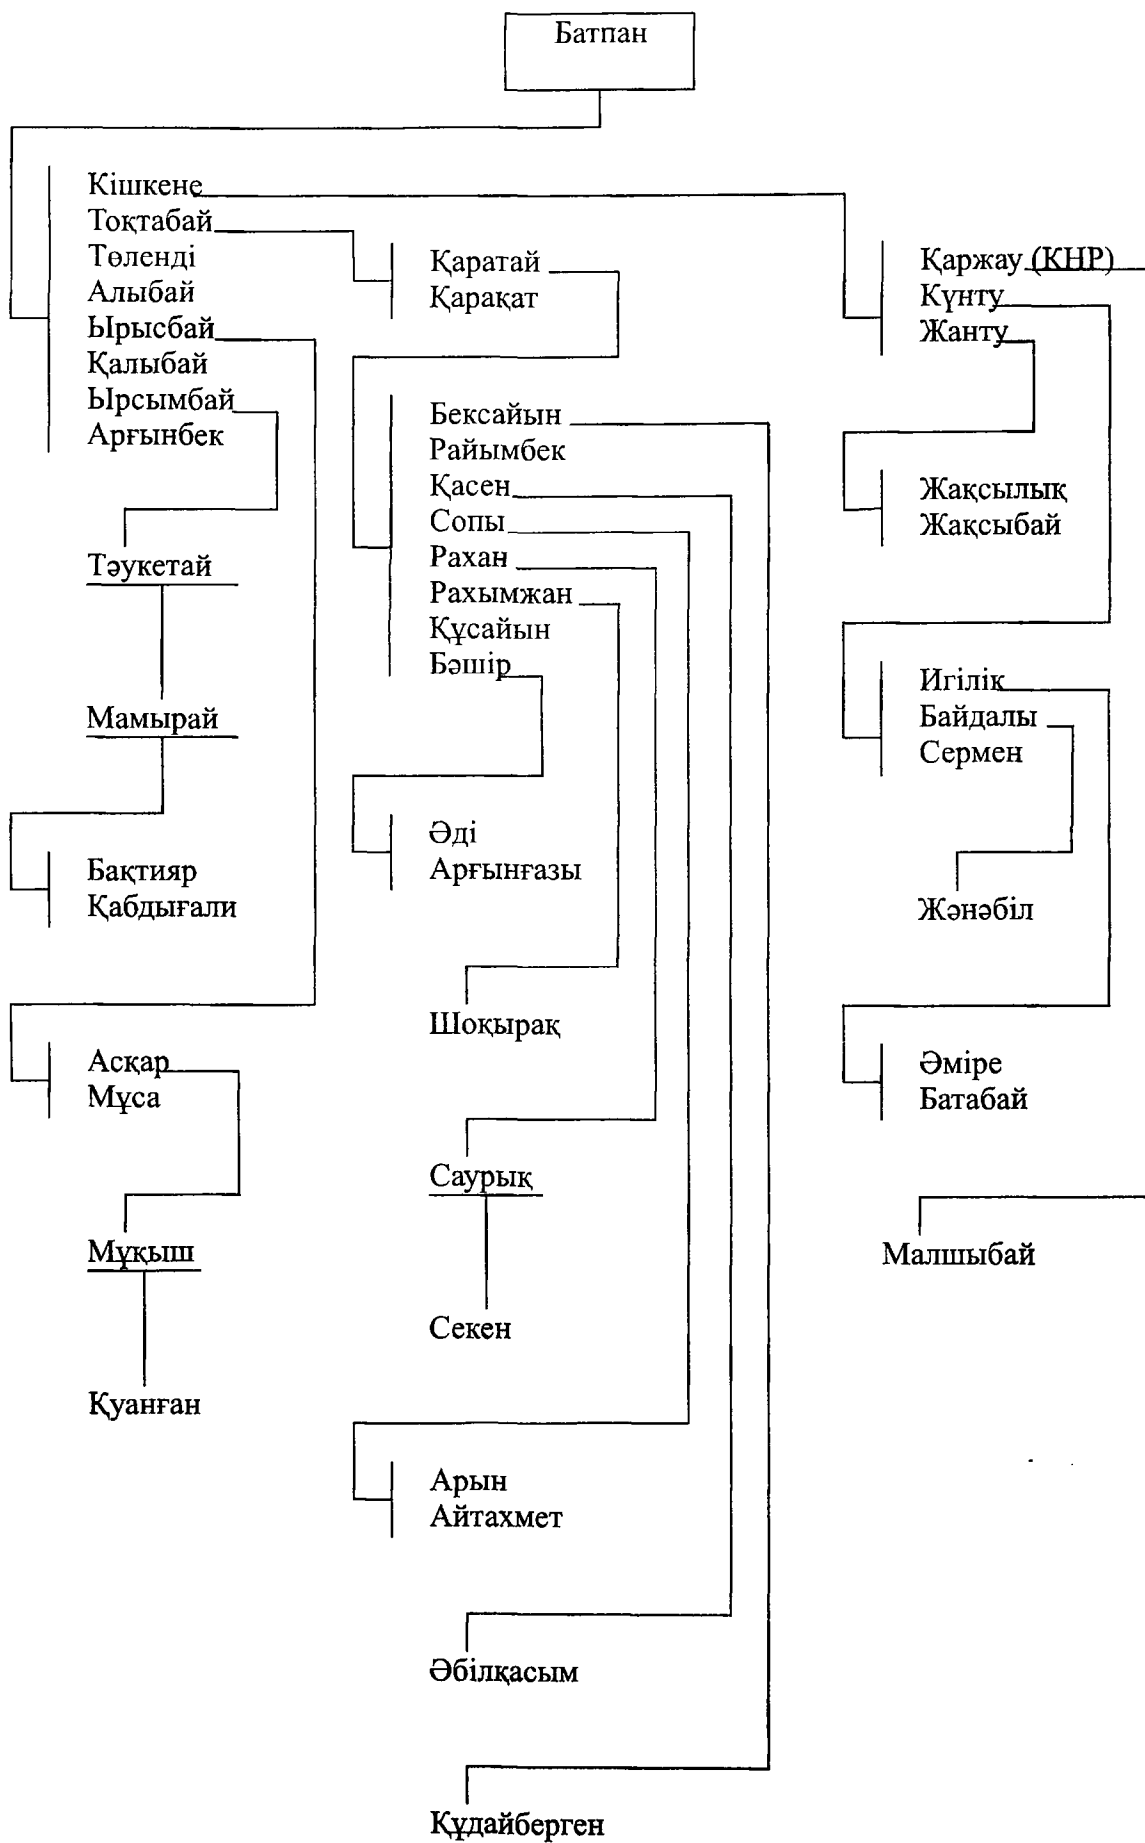 Батпан
Кішкене
Тоқтабай
Төленді
Алыбай
Ырысбай
Қалыбай
Ырсымбай
Арғынбек
Тәукетай
Мамырай
Бақтияр
Қабдығали
Асқар
Мұса
Мұқыш
Қуанған
Қаратай
Қарақат
Бексайын
Райымбек
Қасен
Сопы
Рахан
Рахымжан
Құсайын
Бәшір
Әді
Арғынғазы
Шоқырақ
Саурық
Секен
Арын
Айтахмет
Әбілқасым
Құдайберген
Қаржау (КНР)
Күнту
Жанту
Жақсылық
Жақсыбай
Игілік
Байдалы
Сермен
Жәнәбіл
Әміре
Батабай
Малшыбай